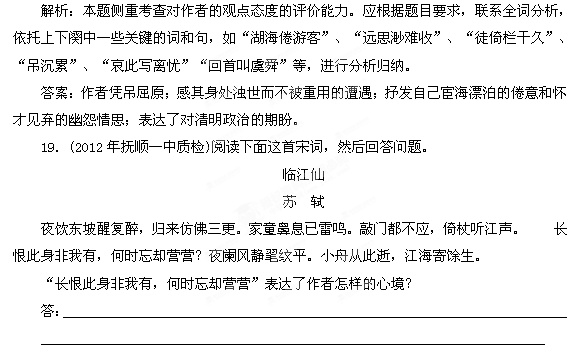 解析：本题侧重考查对作者的观点态度的评价能力。应根据题目要求，联系全词分析，
依托上下阕中一些关键的词和句，如“湖海倦游客”、“远思渺难收”、“徒倚栏干久”、
“吊沉累”、“哀此写离忧”“回首叫虞舜”等，进行分析归纳。
答案：作者凭吊屈原；感其身处浊世而不被重用的遭遇；抒发自己宦海漂泊的倦意和怀
才见弃的幽怨情思；表达了对清明政治的期盼。
19．(2012年抚顺一中质检)阅读下面这首宋词，然后回答问题。
临江仙
苏　轼
夜饮东坡醒复醉，归来仿佛三更。家童鼻息已雷鸣。敲门都不应，倚杖听江声。　　长
恨此身非我有，何时忘却营营？夜阑风静縠纹平。小舟从此逝，江海寄馀生。
“长恨此身非我有，何时忘却营营”表达了作者怎样的心境？
答：